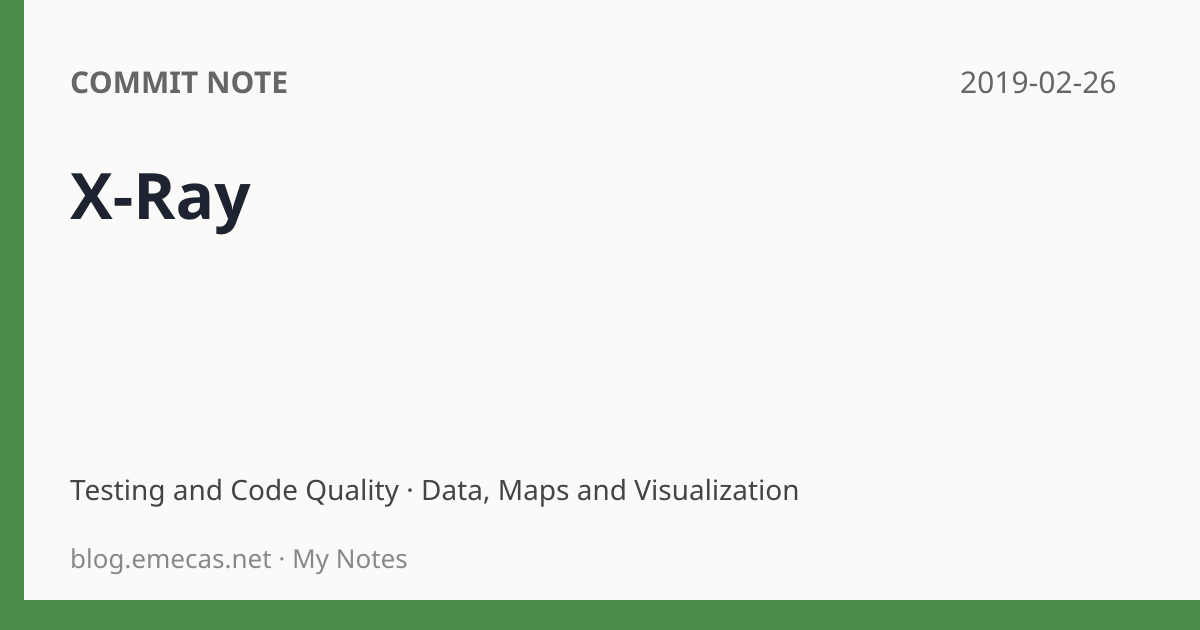 COMMIT NOTE
2019-02-26
X-Ray
Testing and Code Quality · Data, Maps and Visualization
blog.emecas.net · My Notes